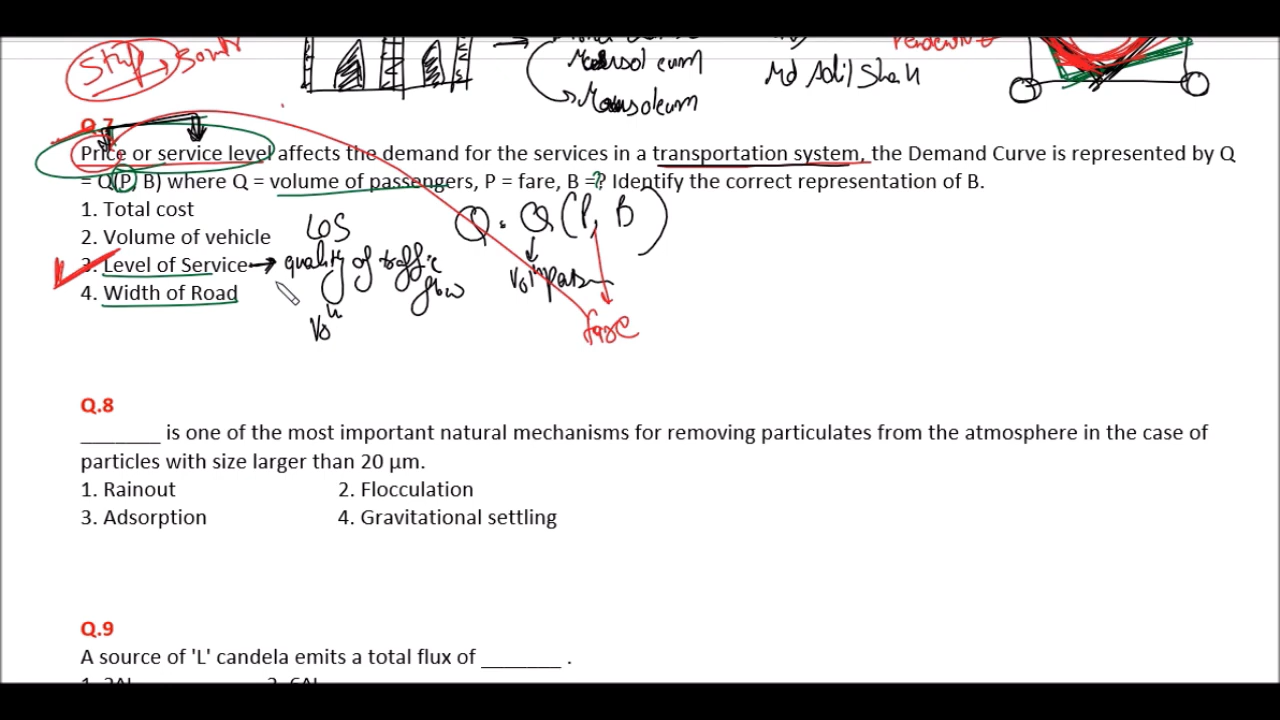 Stup → South
Mausoleum
Mausoleum
Md Adil Shah
Q.7
Price or service level affects the demand for the services in a transportation system, the Demand Curve is represented by Q
= Q(P, B) where Q = volume of passengers, P = fare, B =? Identify the correct representation of B.
1. Total cost
2. Volume of vehicle
3. Level of Service
4. Width of Road
LOS
quality of traffic
flow
Q = Q (P, B)
fare
Q.8
_______ is one of the most important natural mechanisms for removing particulates from the atmosphere in the case of
particles with size larger than 20 µm.
1. Rainout 2. Flocculation
3. Adsorption 4. Gravitational settling
Q.9
A source of 'L' candela emits a total flux of _______ .